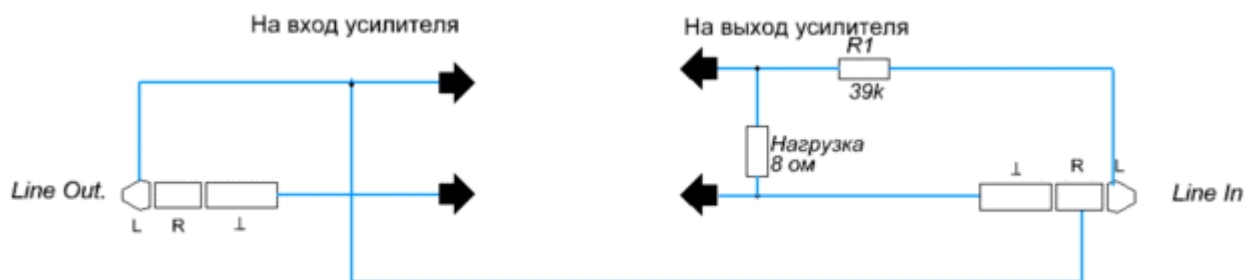 На вход усилителя
На выход усилителя
R1
39k
Нагрузка
8 ом
Line Out.
L R ⊥
⊥ R L
Line In